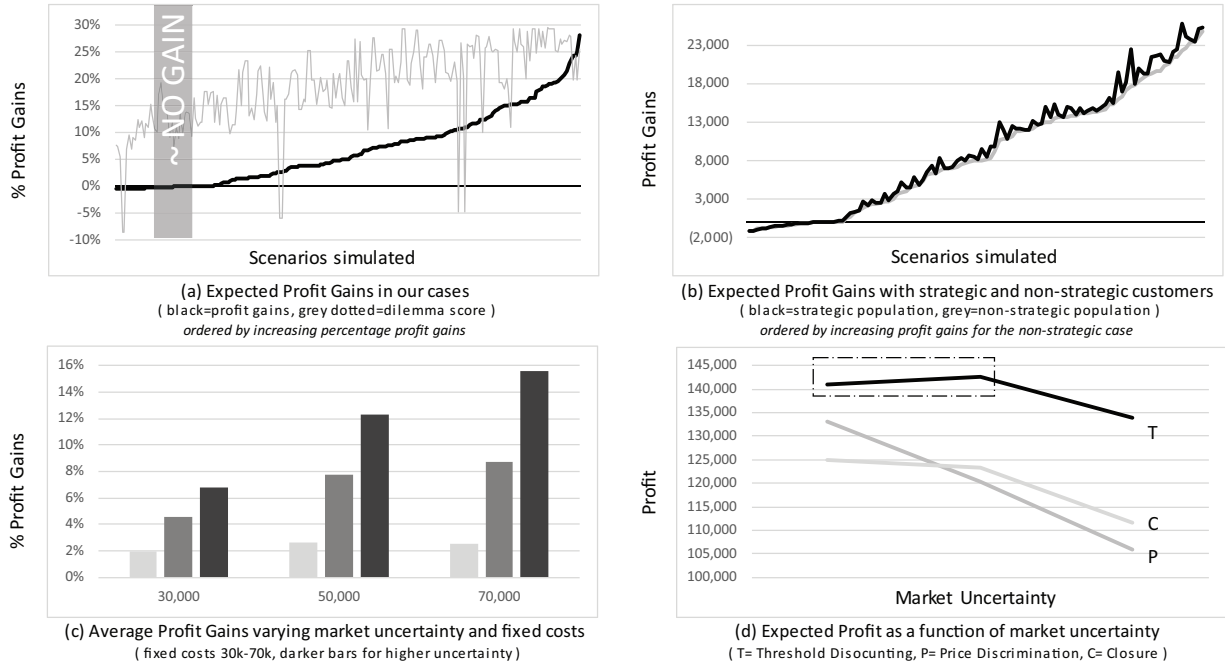 30%
25%
20%
15%
10%
5%
0%
-5%
-10%
% Profit Gains
~ NO GAIN
Scenarios simulated
(a) Expected Profit Gains in our cases
( black=profit gains, grey dotted=dilemma score )
ordered by increasing percentage profit gains
23,000
18,000
13,000
8,000
3,000
(2,000)
Profit Gains
Scenarios simulated
(b) Expected Profit Gains with strategic and non-strategic customers
( black=strategic population, grey=non-strategic population )
ordered by increasing profit gains for the non-strategic case
16%
14%
12%
10%
8%
6%
4%
2%
0%
% Profit Gains
30,000 50,000 70,000
(c) Average Profit Gains varying market uncertainty and fixed costs
( fixed costs 30k-70k, darker bars for higher uncertainty )
145,000
140,000
135,000
130,000
125,000
120,000
115,000
110,000
105,000
100,000
Profit
T
C
P
Market Uncertainty
(d) Expected Profit as a function of market uncertainty
( T= Threshold Disocunting, P= Price Discrimination, C= Closure )